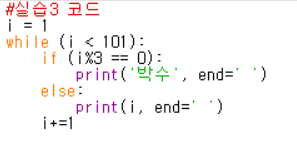 #실습3 코드
i = 1
while (i < 101):
    if (i%3 == 0):
        print('박수', end=' ')
    else:
        print(i, end=' ')
    i+=1